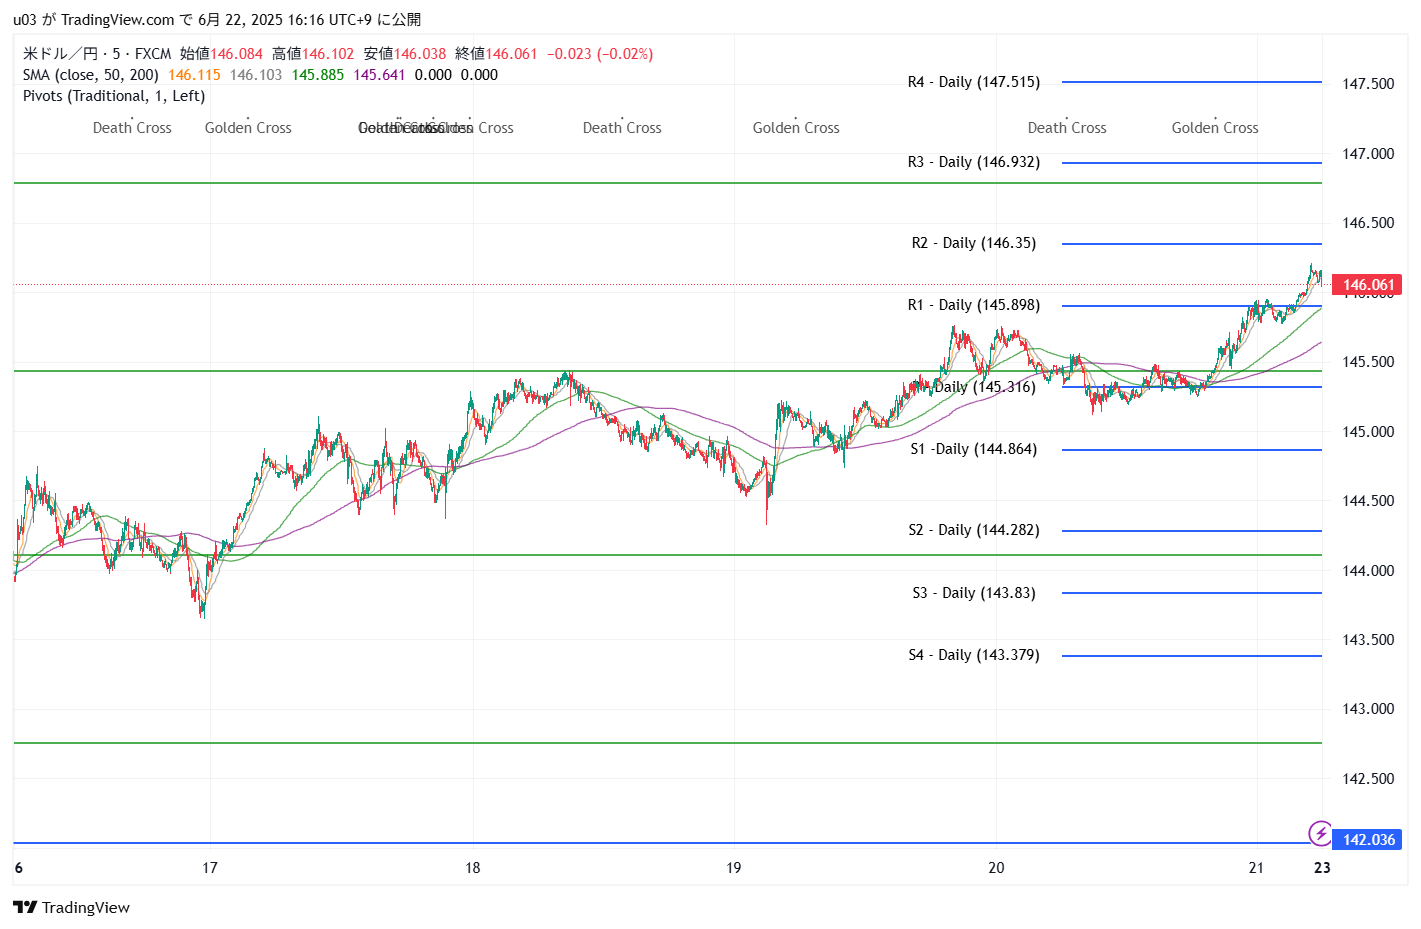 u03 が TradingView.com で 6月 22, 2025 16:16 UTC+9 に公開
米ドル／円 · 5 · FXCM 始値146.084 高値146.102 安値146.038 終値146.061 −0.023 (−0.02%)
SMA (close, 50, 200) 146.115 146.103 145.885 145.641 0.000 0.000
Pivots (Traditional, 1, Left)
R4 - Daily (147.515)
147.500
Death Cross
Golden Cross
Cross
Death Cross
Golden Cross
Death Cross
Golden Cross
147.000
R3 - Daily (146.932)
146.500
R2 - Daily (146.35)
146.061
R1 - Daily (145.898)
145.500
Daily (145.316)
145.000
S1 -Daily (144.864)
144.500
S2 - Daily (144.282)
144.000
S3 - Daily (143.83)
143.500
S4 - Daily (143.379)
143.000
142.500
142.036
6 17 18 19 20 21 23
TradingView